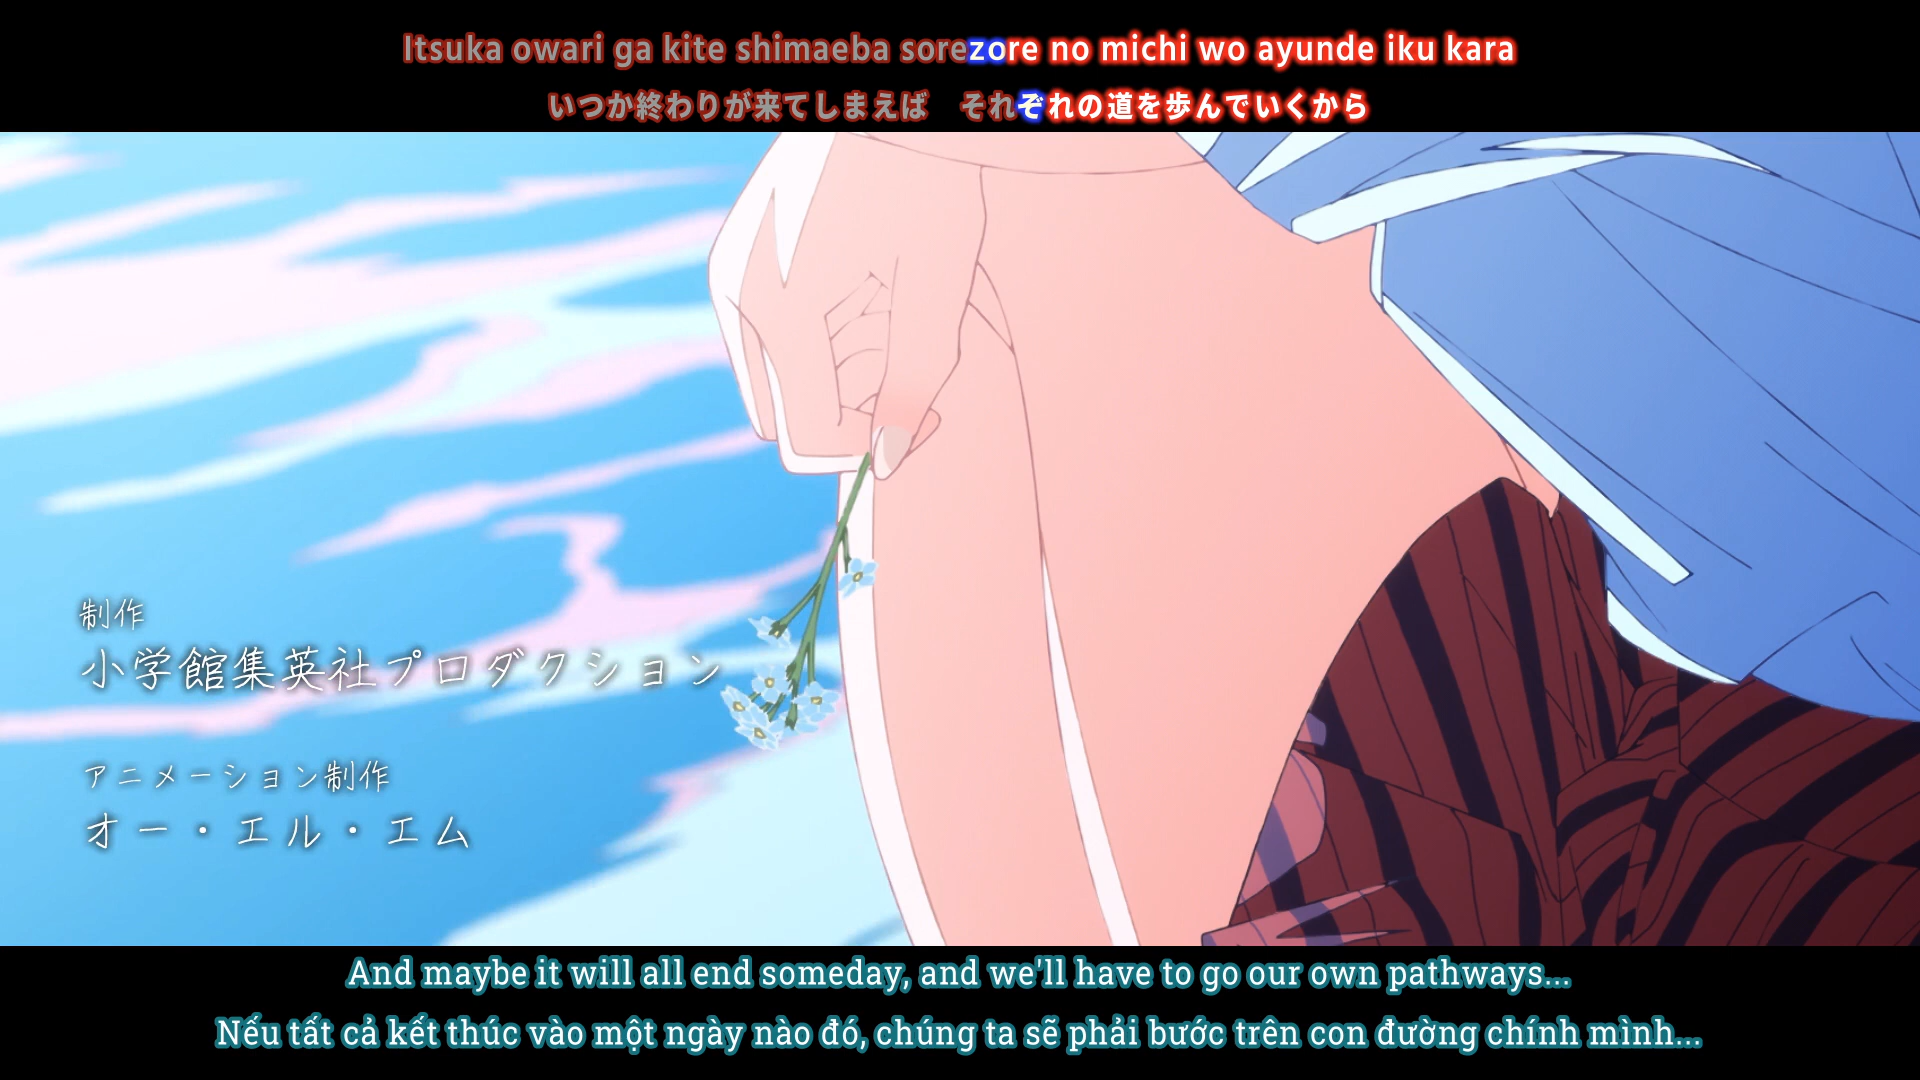 Itsuka owari ga kite shimaeba sorezore no michi wo ayunde iku kara
いつか終わりが来てしまえば　それぞれの道を歩んでいくから
制作
小学館集英社プロダクション
アニメーション制作
オー・エル・エム
And maybe it will all end someday, and we'll have to go our own pathways...
Nếu tất cả kết thúc vào một ngày nào đó, chúng ta sẽ phải bước trên con đường chính mình...